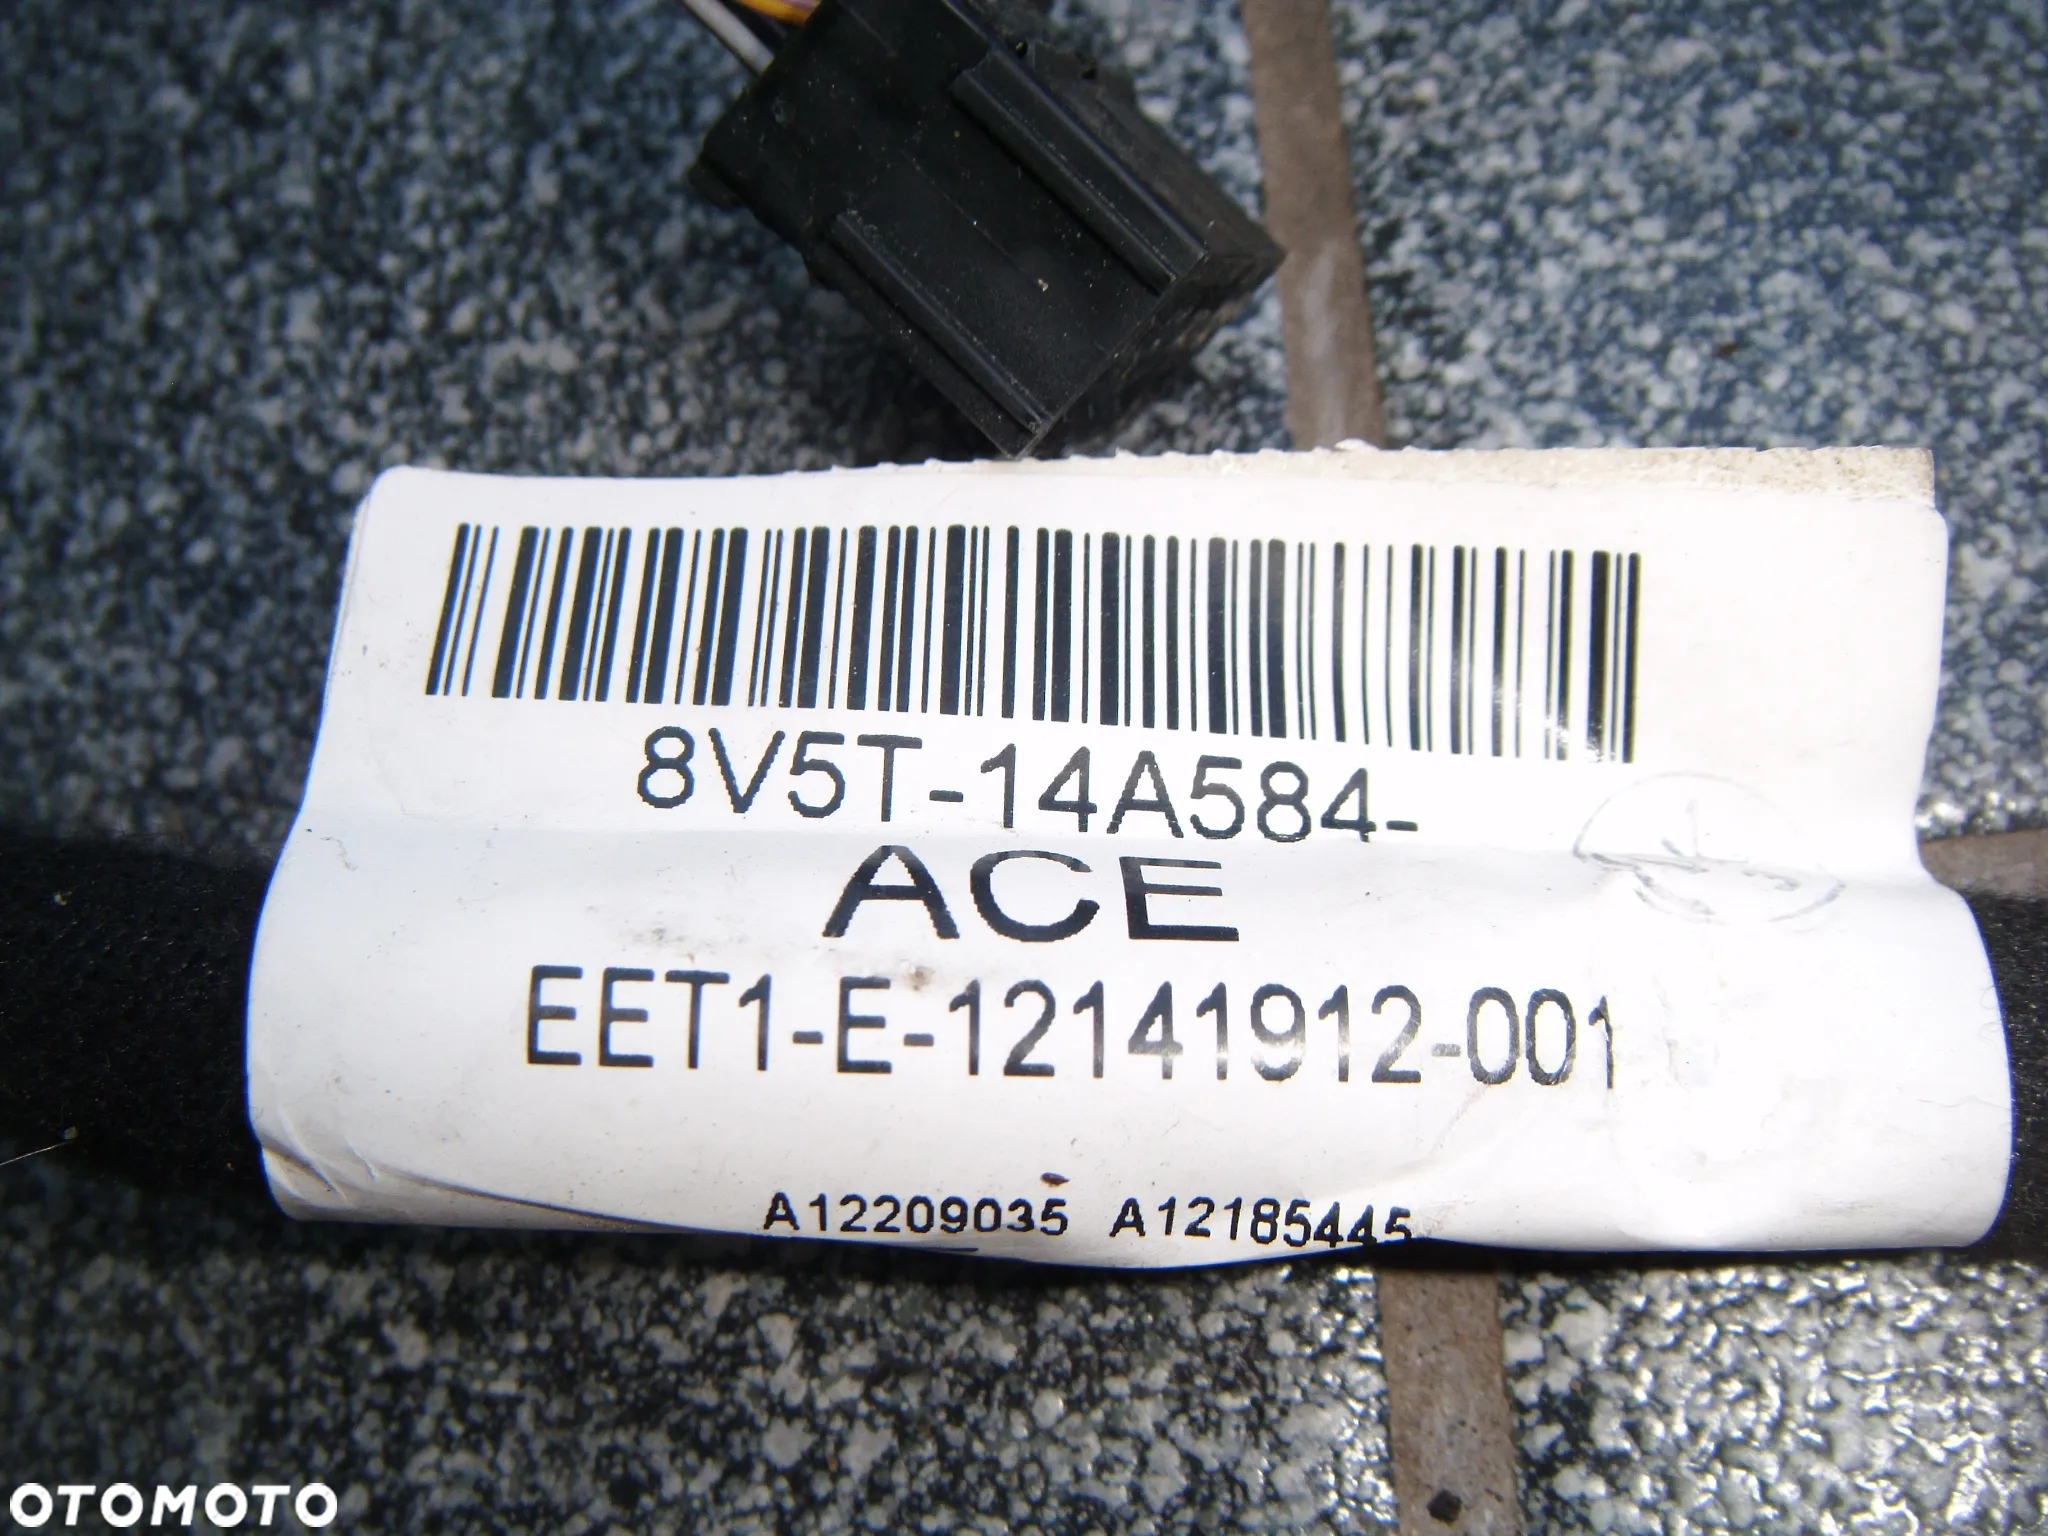 8V5T-14A584-
ACE
EET1-E-12141912-001
A12209035 A12185445
OTOMOTO